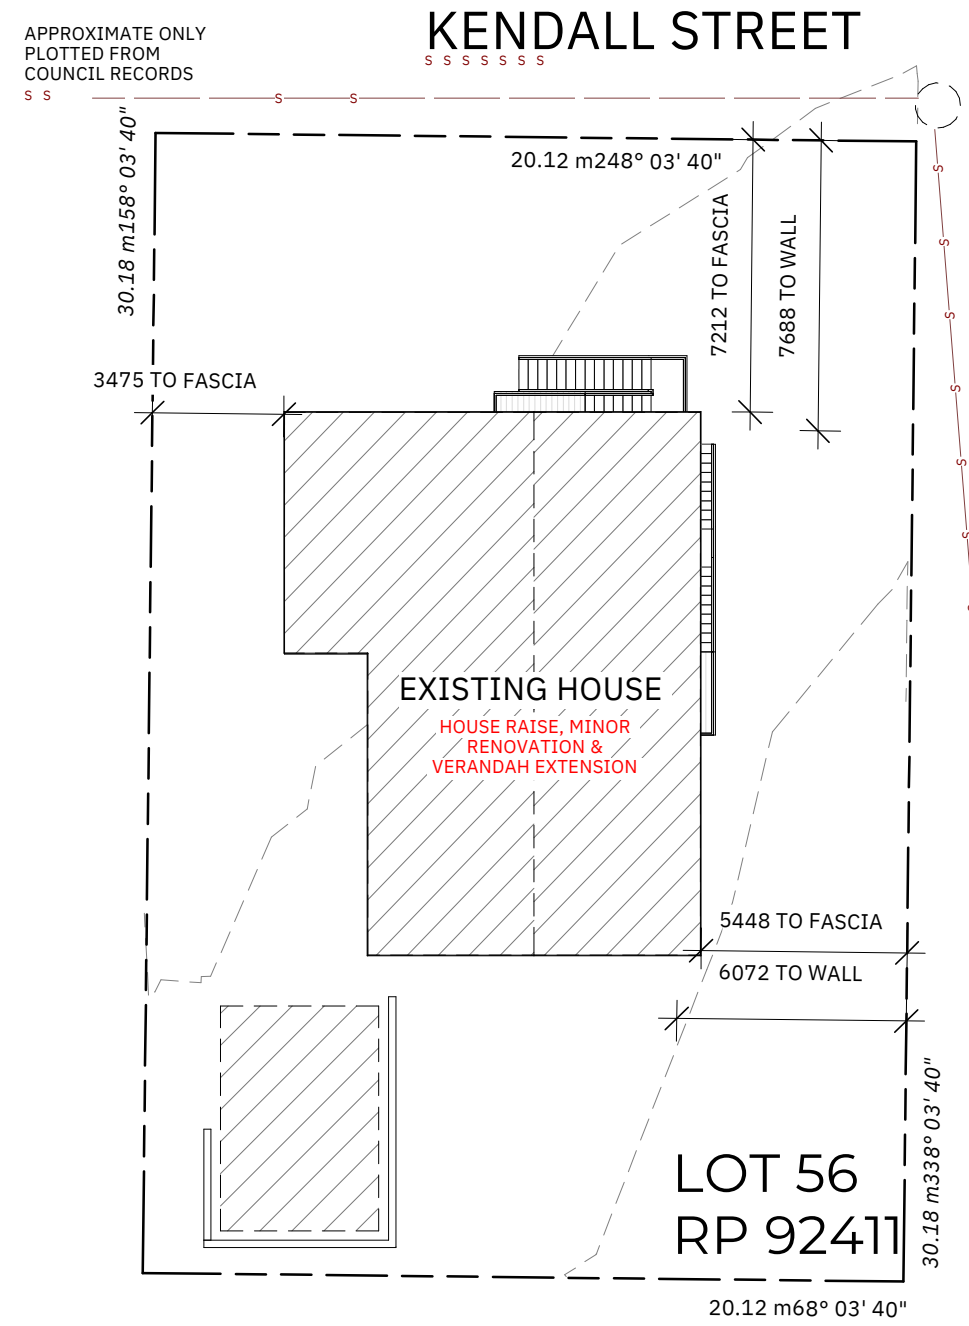 KENDALL STREET
S S S S S S S
APPROXIMATE ONLY
PLOTTED FROM
COUNCIL RECORDS
S S
S S
20.12 m248° 03' 40"
30.18 m158° 03' 40"
7212 TO FASCIA
7688 TO WALL
S
S
S
S
S
S
3475 TO FASCIA
EXISTING HOUSE
HOUSE RAISE, MINOR
RENOVATION &
VERANDAH EXTENSION
5448 TO FASCIA
6072 TO WALL
30.18 m338° 03' 40"
LOT 56
RP 92411
20.12 m68° 03' 40"